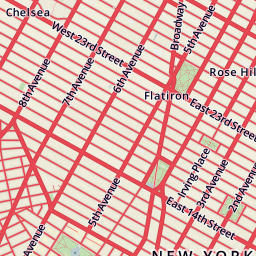 Chelsea
West 23rd Street
Broadway
5th Avenue
6th Avenue
7th Avenue
8th Avenue
Rose Hil
Flatiron
East 23rd Street
Irving Place
3rd Avenue
2nd Avenue
5th Avenue
East 14th Street
Avenue
NEW YORK